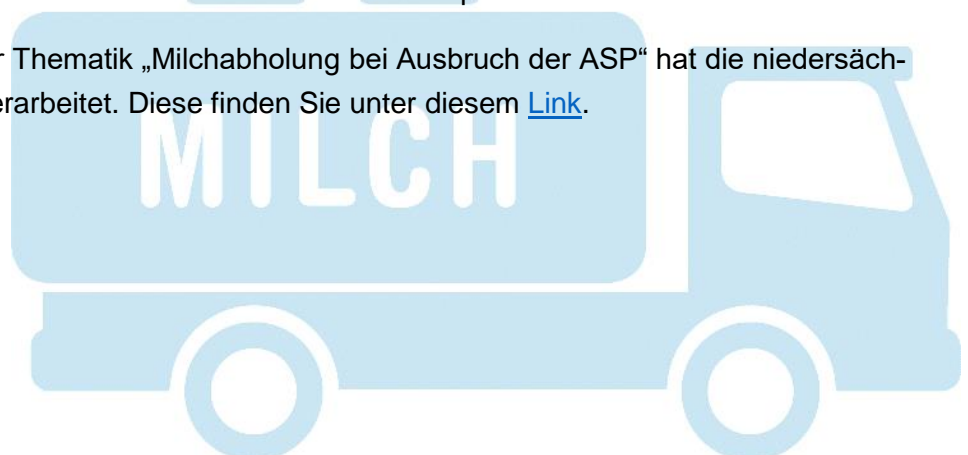 r Thematik „Milchabholung bei Ausbruch der ASP“ hat die niedersäch-
erarbeitet. Diese finden Sie unter diesem Link.
MILCH